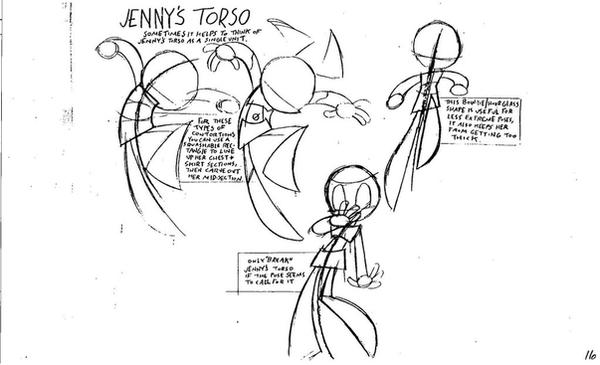 JENNY'S TORSO
SOMETIMES IT HELPS TO THINK OF
JENNY'S TORSO AS A SINGLE UNIT.
FOR THESE
TYPES OF
CONTORTIONS
YOU CAN USE A
SQUASHABLE REC-
TANGLE TO LINE
UP HER CHEST +
SKIRT SECTIONS,
THEN CARVE OUT
HER MIDSECTION.
THIS BOWTIE/HOURGLASS
SHAPE IS USEFUL FOR
LESS EXTREME POSES,
IT ALSO KEEPS HER
FROM GETTING TOO
THICK
ONLY "BREAK"
JENNY'S TORSO
IF THE POSE SEEMS
TO CALL FOR IT
16